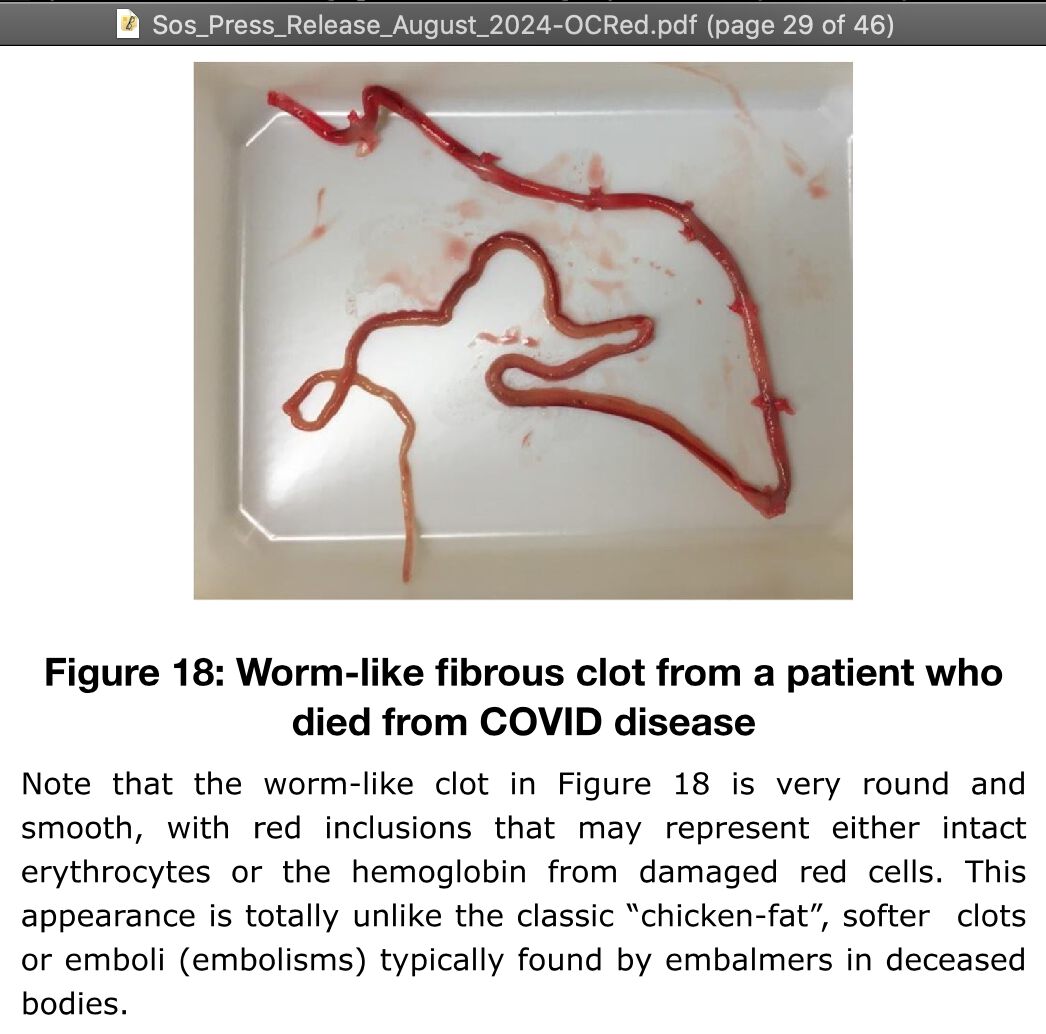 Sos_Press_Release_August_2024-OCRed.pdf (page 29 of 46)
Figure 18: Worm-like fibrous clot from a patient who
died from COVID disease
Note that the worm-like clot in Figure 18 is very round and
smooth, with red inclusions that may represent either intact
erythrocytes or the hemoglobin from damaged red cells. This
appearance is totally unlike the classic “chicken-fat”, softer clots
or emboli (embolisms) typically found by embalmers in deceased
bodies.